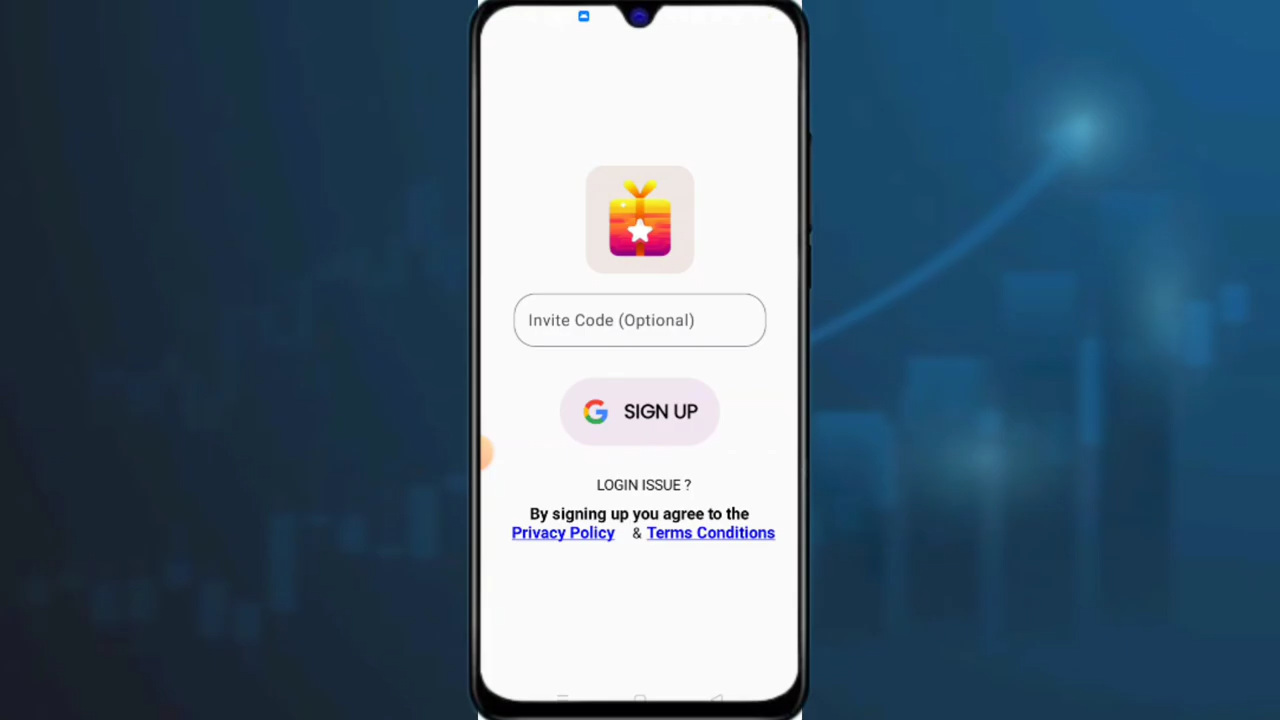 Invite Code (Optional)
SIGN UP
LOGIN ISSUE ?
By signing up you agree to the
Privacy Policy & Terms Conditions